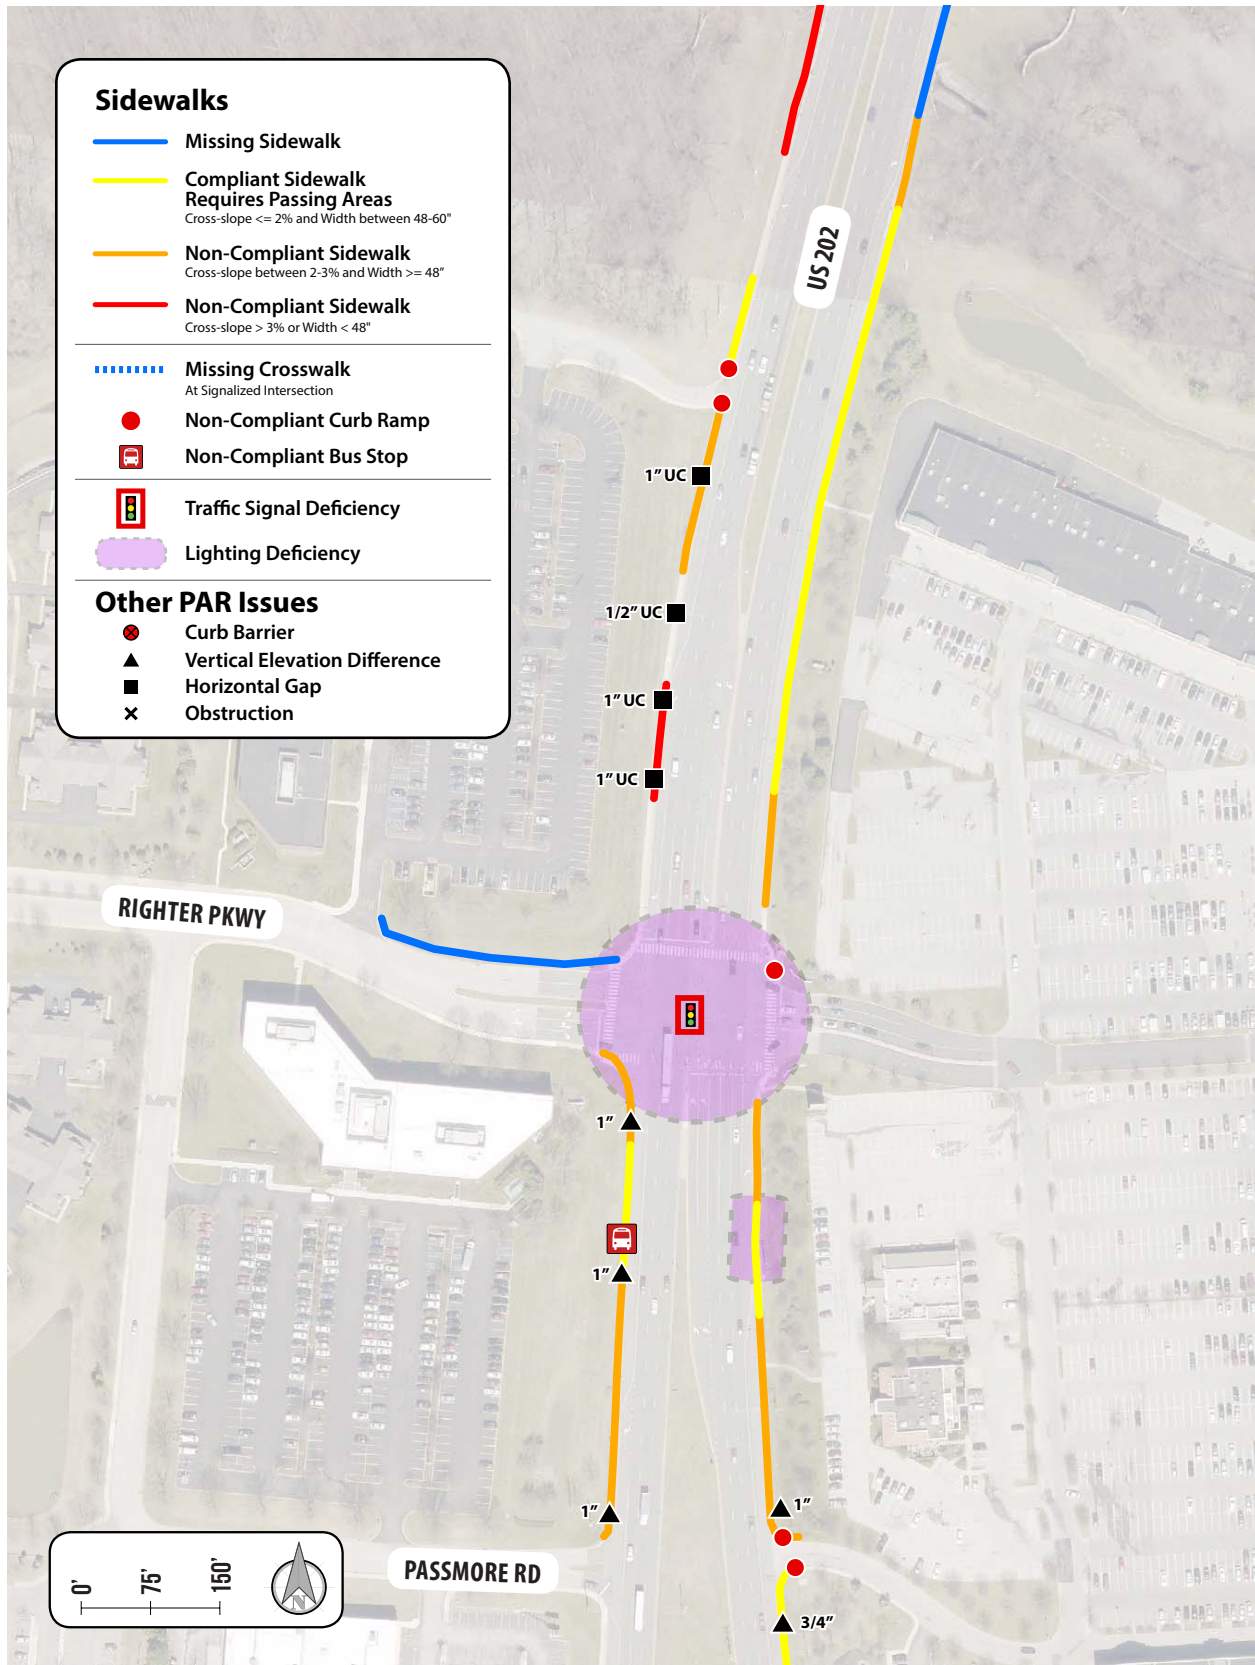 Sidewalks
Missing Sidewalk
Compliant Sidewalk
Requires Passing Areas
Cross-slope <= 2% and Width between 48-60"
Non-Compliant Sidewalk
Cross-slope between 2-3% and Width >= 48”
Non-Compliant Sidewalk
Cross-slope > 3% or Width < 48"
Missing Crosswalk
At Signalized Intersection
Non-Compliant Curb Ramp
Non-Compliant Bus Stop
Traffic Signal Deficiency
Lighting Deficiency
Other PAR Issues
Curb Barrier
Vertical Elevation Difference
Horizontal Gap
Obstruction
US 202
1” UC
1/2” UC
1” UC
1” UC
RIGHTER PKWY
1”
1”
1”
1”
PASSMORE RD
3/4”
0'
75'
150'
N